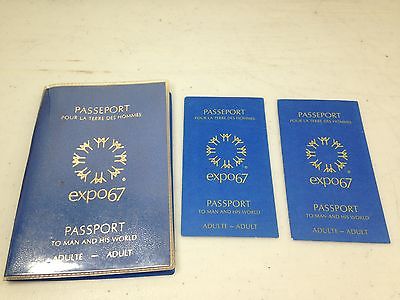 PASSEPORT
POUR LA TERRE DES HOMMES
expo67
PASSPORT
TO MAN AND HIS WORLD
ADULTE – ADULT
PASSEPORT
POUR LA TERRE DES HOMMES
expo67
PASSPORT
TO MAN AND HIS WORLD
ADULTE – ADULT
PASSEPORT
POUR LA TERRE DES HOMMES
expo67
PASSPORT
TO MAN AND HIS WORLD
ADULTE – ADULT